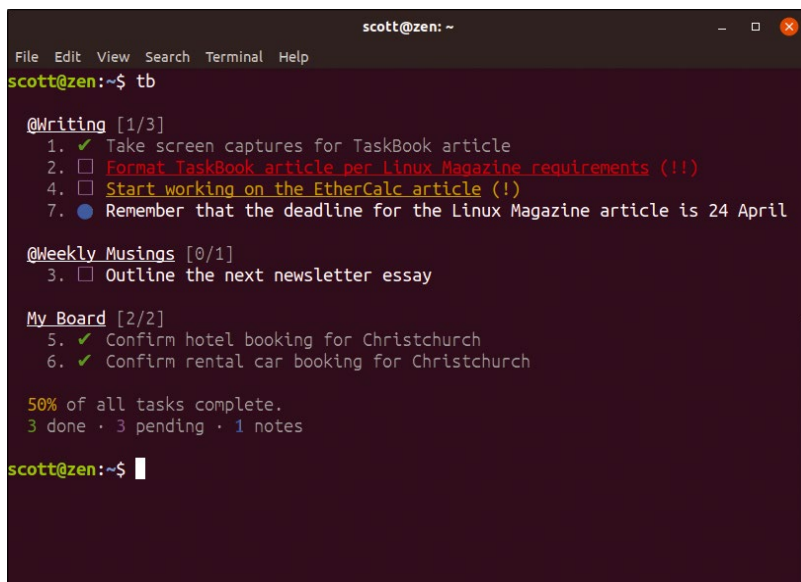 scott@zen: ~
File Edit View Search Terminal Help
scott@zen:~$ tb
@Writing [1/3]
1. ✔ Take screen captures for TaskBook article
2. ☐ Format TaskBook article per Linux Magazine requirements (!!)
4. ☐ Start working on the EtherCalc article (!)
7. ● Remember that the deadline for the Linux Magazine article is 24 April
@Weekly Musings [0/1]
3. ☐ Outline the next newsletter essay
My Board [2/2]
5. ✔ Confirm hotel booking for Christchurch
6. ✔ Confirm rental car booking for Christchurch
50% of all tasks complete.
3 done · 3 pending · 1 notes
scott@zen:~$